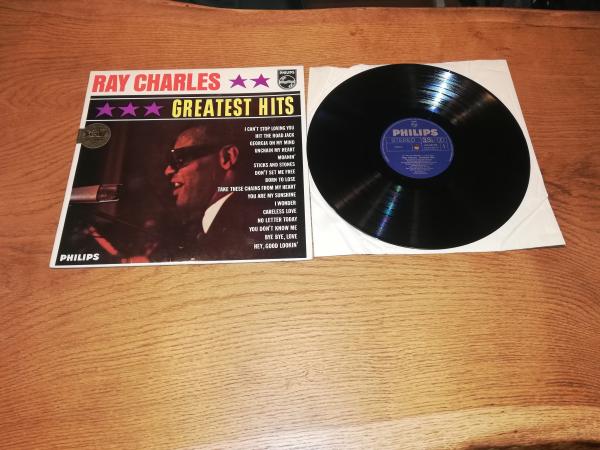 RAY CHARLES
PHILIPS
GREATEST HITS
I CAN'T STOP LOVING YOU
HIT THE ROAD JACK
GEORGIA ON MY MIND
UNCHAIN MY HEART
MOANIN'
STICKS AND STONES
DON'T SET ME FREE
BORN TO LOSE
TAKE THESE CHAINS FROM MY HEART
YOU ARE MY SUNSHINE
I WONDER
CARELESS LOVE
NO LETTER TODAY
YOU DON'T KNOW ME
BYE BYE, LOVE
HEY, GOOD LOOKIN'
PHILIPS
PHILIPS
STEREO 33